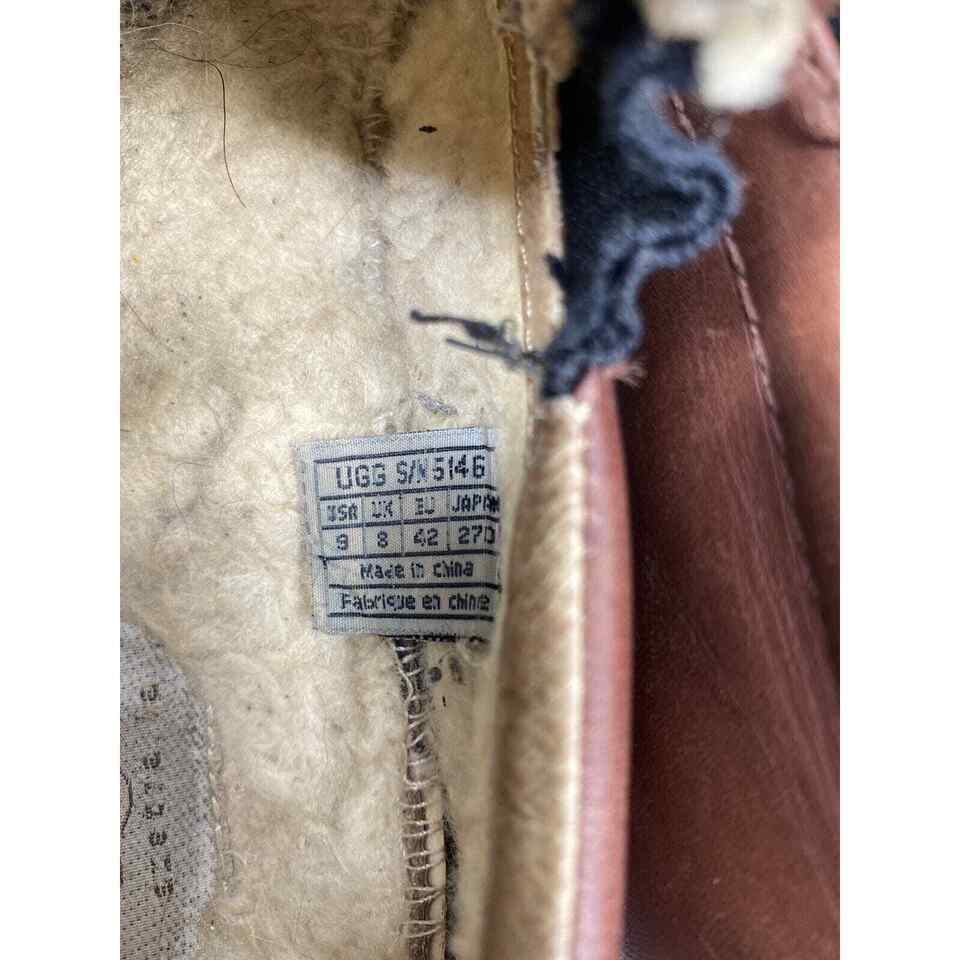 UGG S/N 5146
USA UK EU JAPAN
9 8 42 270
Made in china
Fabrique en chine